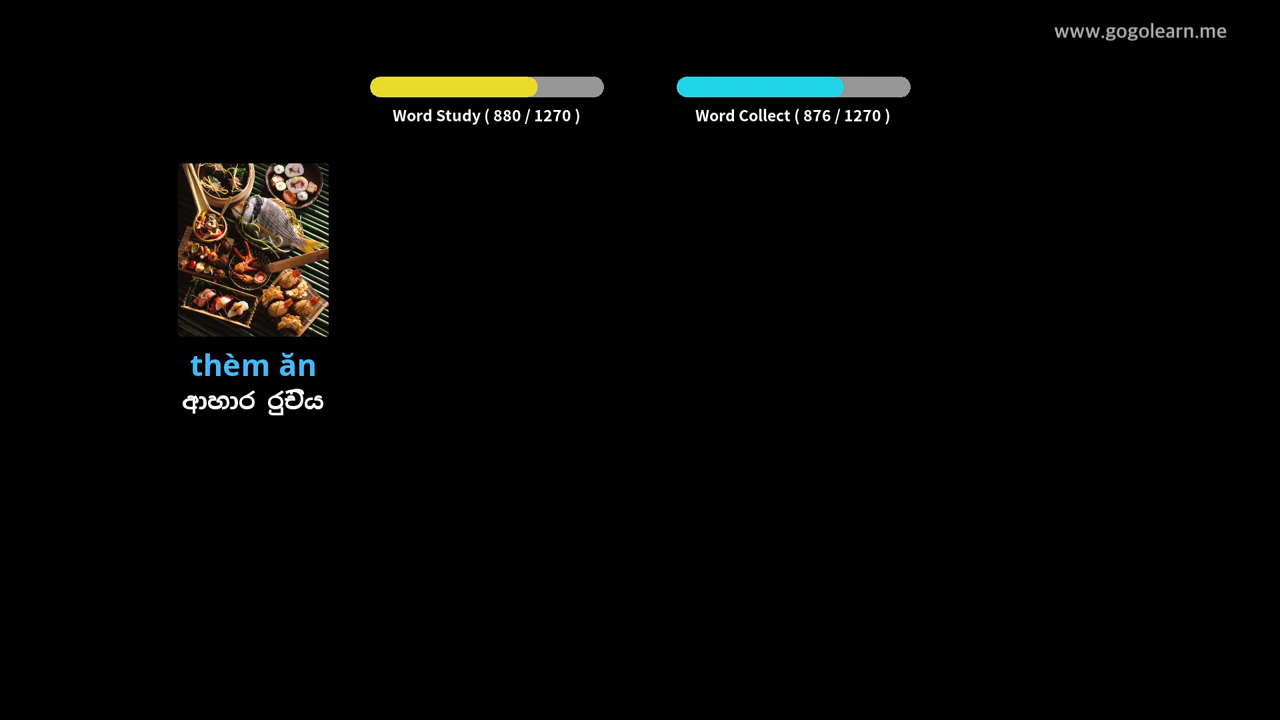 www.gogolearn.me
Word Study ( 880 / 1270 )
Word Collect ( 876 / 1270 )
thèm ăn
ආහාර රුචිය